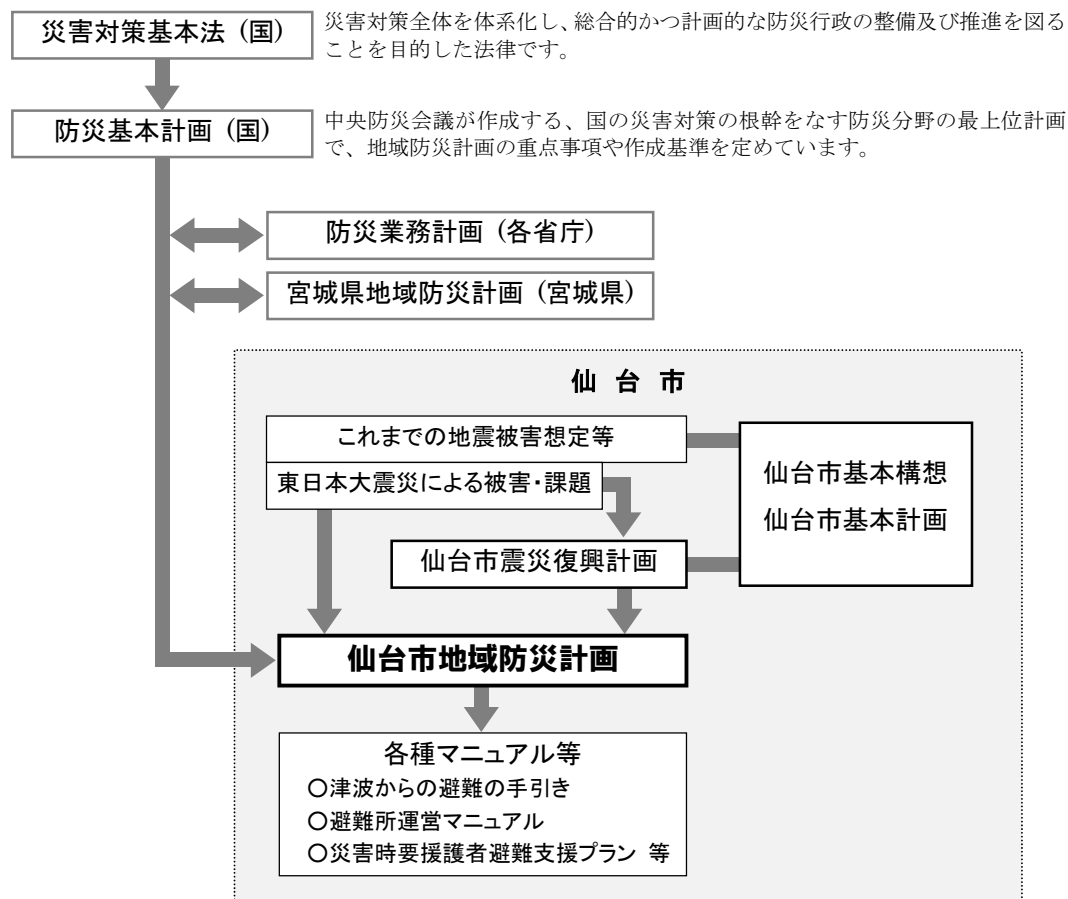 災害対策基本法（国）
災害対策全体を体系化し、総合的かつ計画的な防災行政の整備及び推進を図る
ことを目的した法律です。
防災基本計画（国）
中央防災会議が作成する、国の災害対策の根幹をなす防災分野の最上位計画
で、地域防災計画の重点事項や作成基準を定めています。
防災業務計画（各省庁）
宮城県地域防災計画（宮城県）
仙 台 市
これまでの地震被害想定等
東日本大震災による被害・課題
仙台市基本構想
仙台市基本計画
仙台市震災復興計画
仙台市地域防災計画
各種マニュアル等
○津波からの避難の手引き
○避難所運営マニュアル
○災害時要援護者避難支援プラン 等